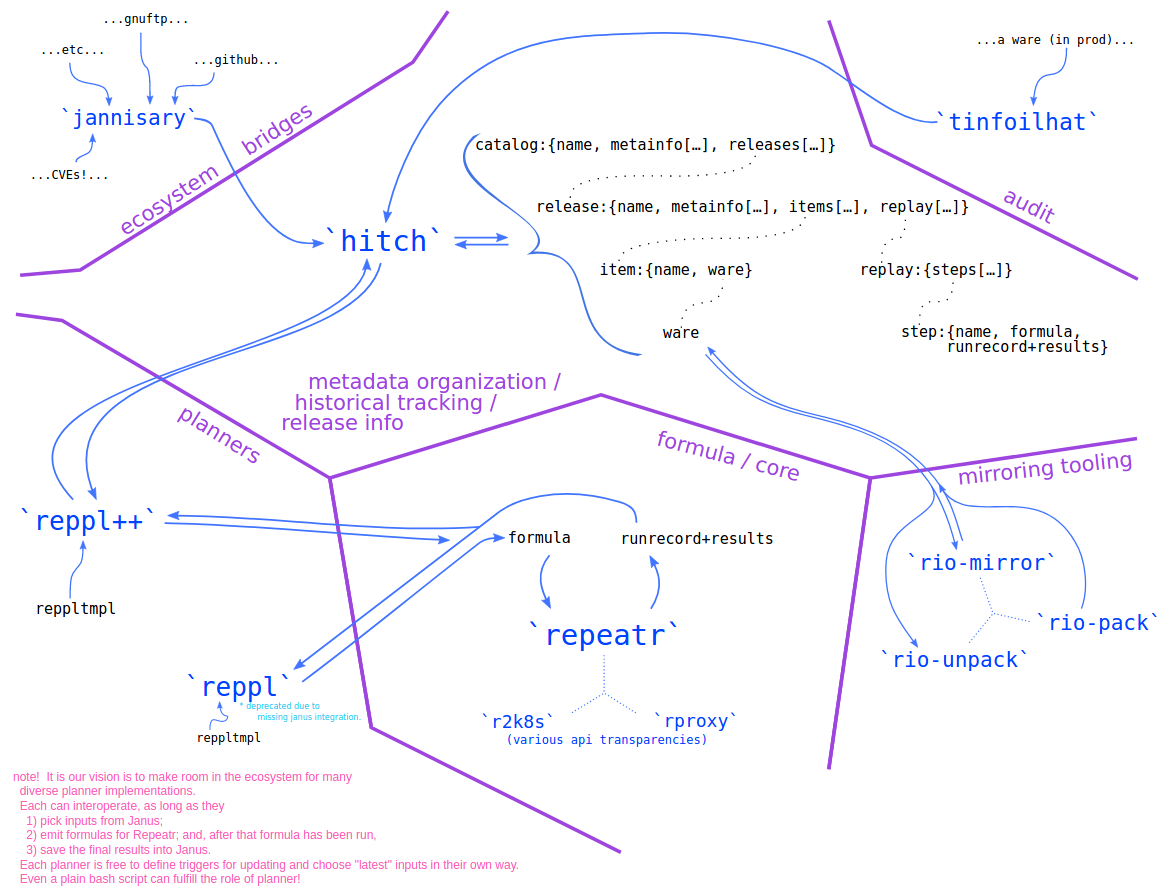 ...gnuftp...
...etc...
...github...
`jannisary`
...CVEs!...
ecosystem bridges
...a ware (in prod)...
`tinfoilhat`
audit
catalog:{name, metainfo[…], releases[…]}
release:{name, metainfo[…], items[…], replay[…]}
`hitch`
item:{name, ware}
replay:{steps[…]}
ware
step:{name, formula,
runrecord+results}
metadata organization /
historical tracking /
release info
planners
formula / core
mirroring tooling
`reppl++`
reppltmpl
formula
runrecord+results
`rio-mirror`
`rio-pack`
`rio-unpack`
`repeatr`
`reppl`
* deprecated due to
missing janus integration.
reppltmpl
`r2k8s`
`rproxy`
(various api transparencies)
note!  It is our vision is to make room in the ecosystem for many
diverse planner implementations.
Each can interoperate, as long as they
1) pick inputs from Janus;
2) emit formulas for Repeatr; and, after that formula has been run,
3) save the final results into Janus.
Each planner is free to define triggers for updating and choose "latest" inputs in their own way.
Even a plain bash script can fulfill the role of planner!